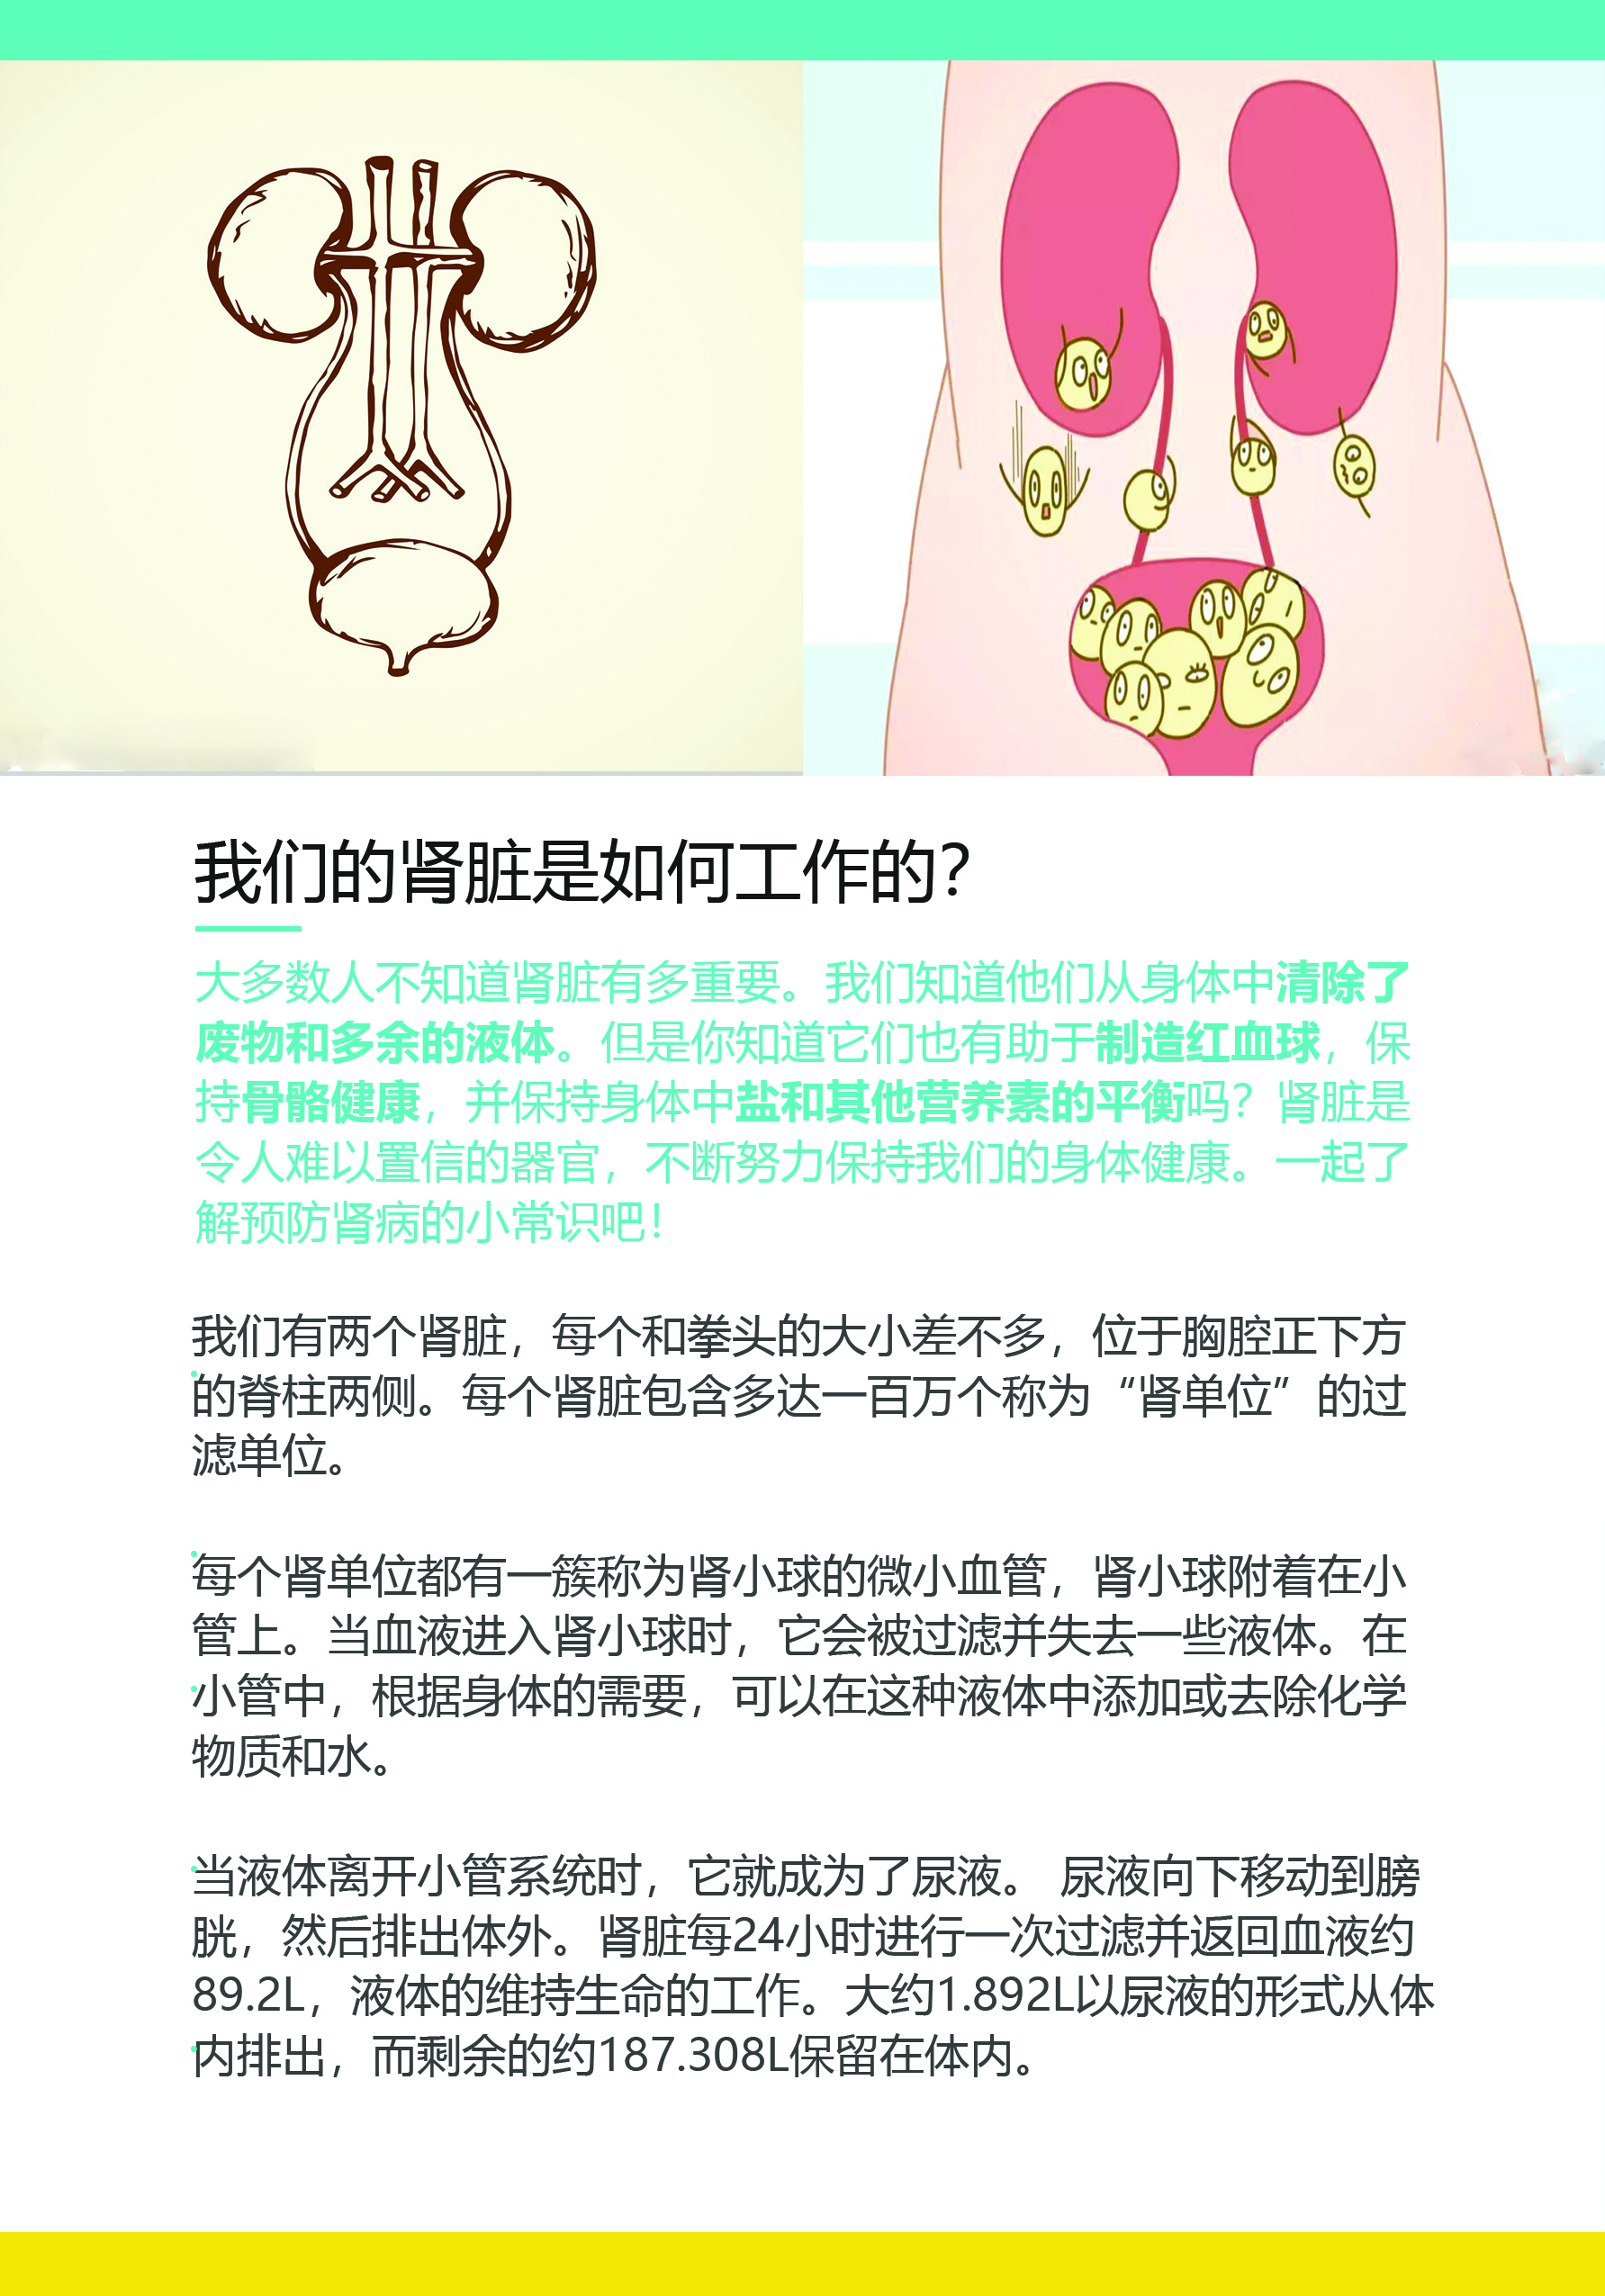 我们的肾脏是如何工作的？
大多数人不知道肾脏有多重要。我们知道他们从身体中清除了
废物和多余的液体。但是你知道它们也有助于制造红血球，保
持骨骼健康，并保持身体中盐和其他营养素的平衡吗？肾脏是
令人难以置信的器官，不断努力保持我们的身体健康。一起了
解预防肾病的小常识吧！
我们有两个肾脏，每个和拳头的大小差不多，位于胸腔正下方
的脊柱两侧。每个肾脏包含多达一百万个称为“肾单位”的过
滤单位。
每个肾单位都有一簇称为肾小球的微小血管，肾小球附着在小
管上。当血液进入肾小球时，它会被过滤并失去一些液体。在
小管中，根据身体的需要，可以在这种液体中添加或去除化学
物质和水。
当液体离开小管系统时，它就成为了尿液。 尿液向下移动到膀
胱，然后排出体外。肾脏每24小时进行一次过滤并返回血液约
89.2L，液体的维持生命的工作。大约1.892L以尿液的形式从体
内排出，而剩余的约187.308L保留在体内。